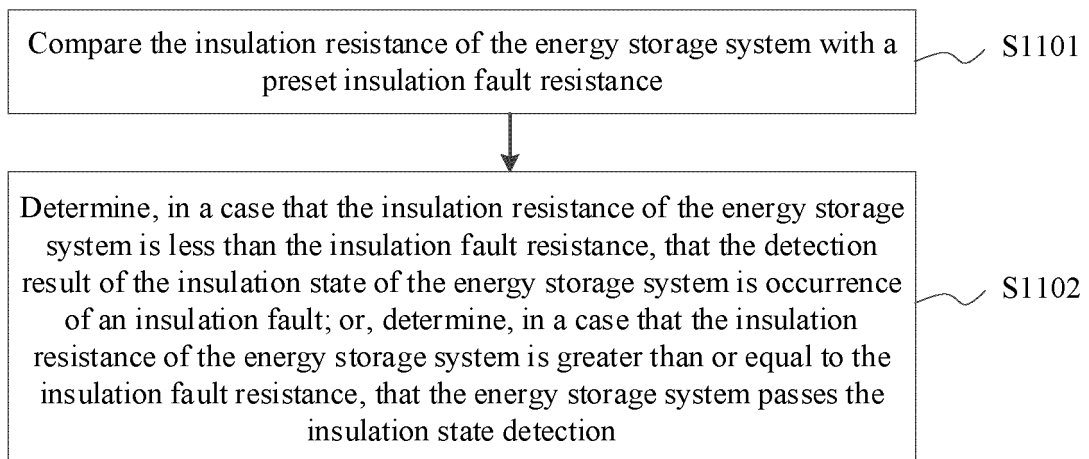 Compare the insulation resistance of the energy storage system with a
preset insulation fault resistance
S1101
Determine, in a case that the insulation resistance of the energy storage
system is less than the insulation fault resistance, that the detection
result of the insulation state of the energy storage system is occurrence
of an insulation fault; or, determine, in a case that the insulation
resistance of the energy storage system is greater than or equal to the
insulation fault resistance, that the energy storage system passes the
insulation state detection
S1102